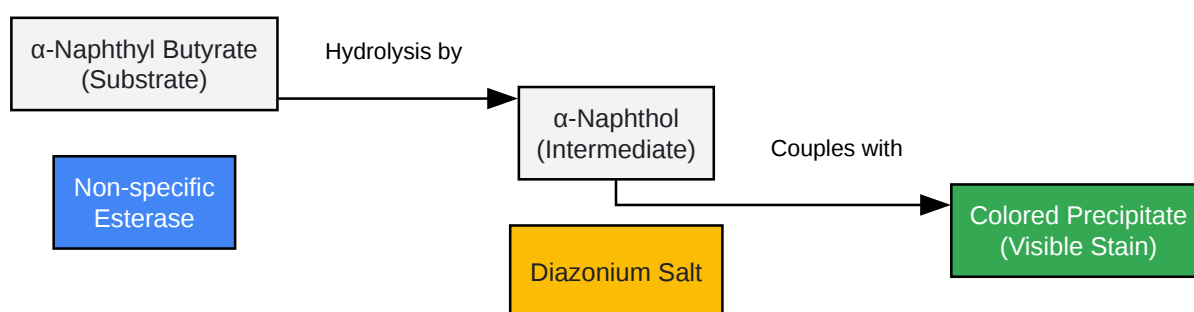 α-Naphthyl Butyrate
(Substrate)
Hydrolysis by
Non-specific
Esterase
α-Naphthol
(Intermediate)
Couples with
Diazonium Salt
Colored Precipitate
(Visible Stain)